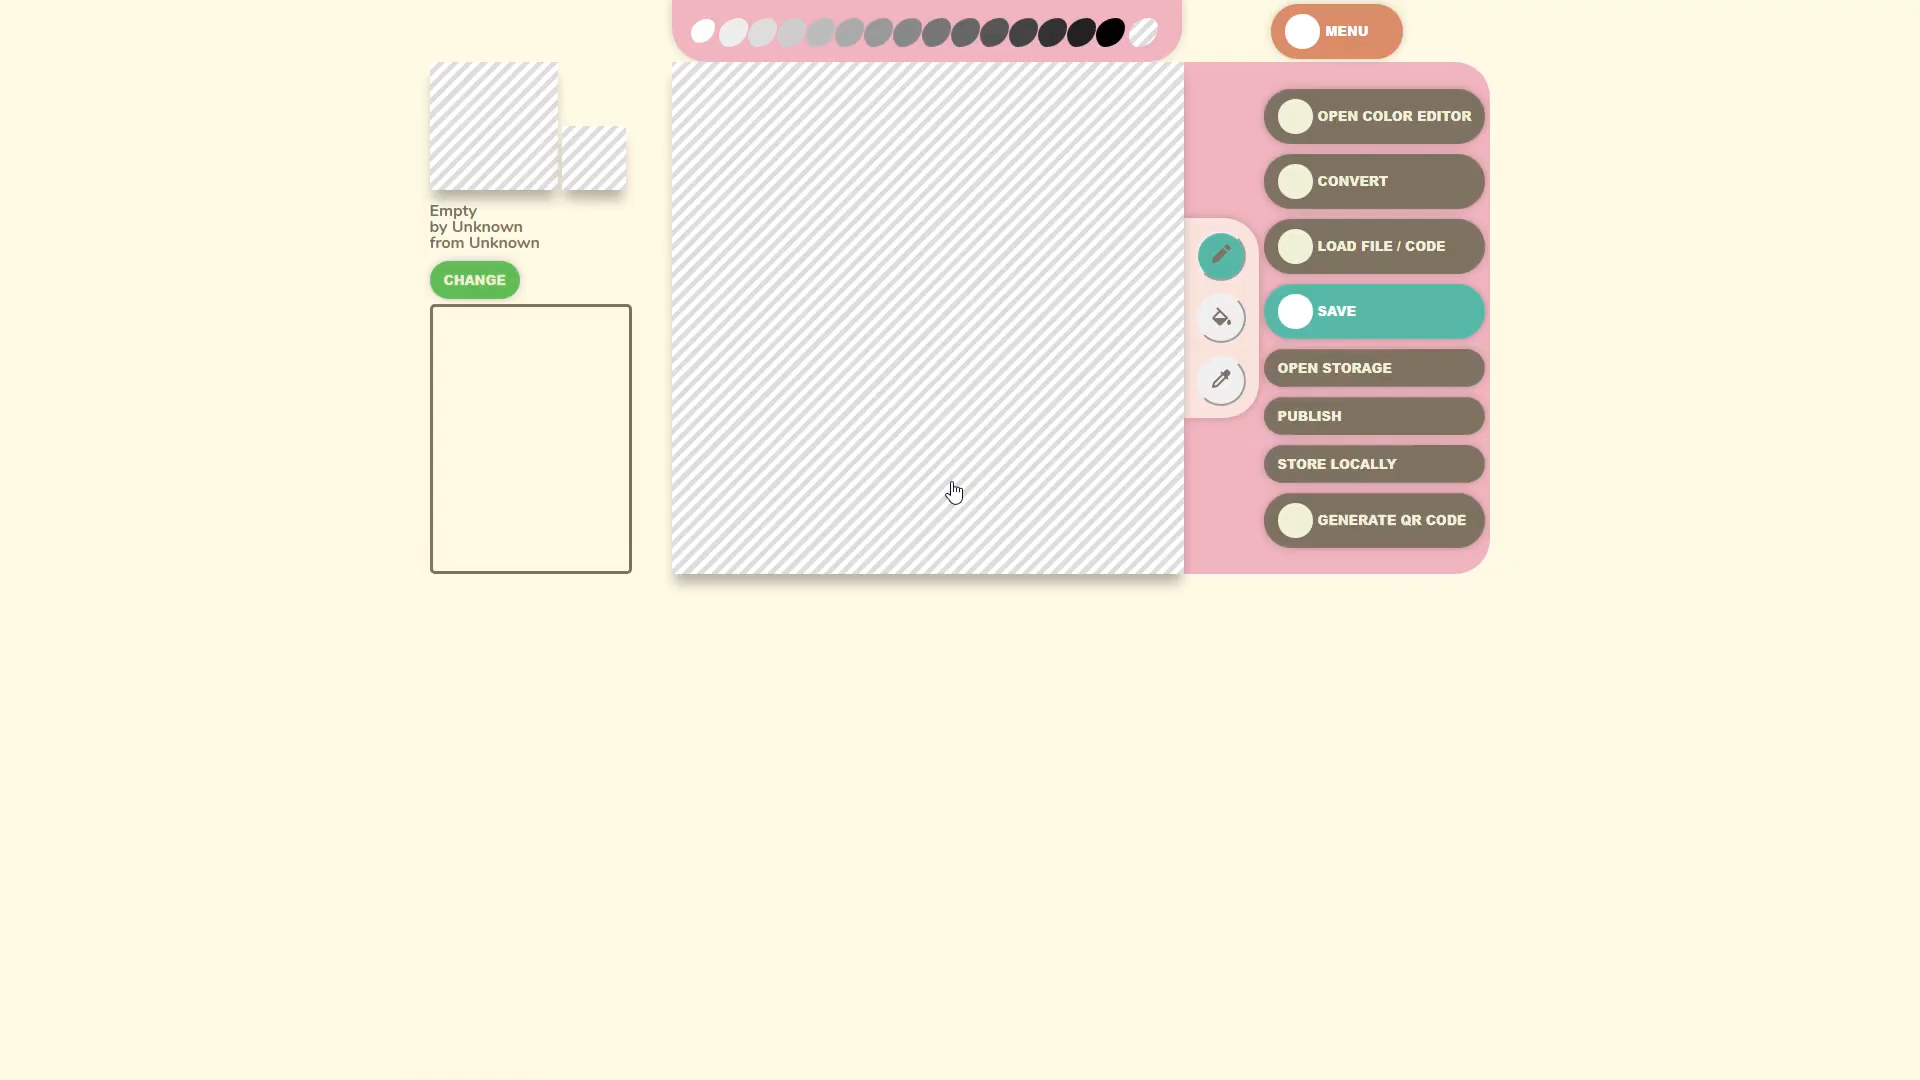 MENU
OPEN COLOR EDITOR
CONVERT
LOAD FILE / CODE
SAVE
OPEN STORAGE
PUBLISH
STORE LOCALLY
GENERATE QR CODE
Empty
by Unknown
from Unknown
CHANGE